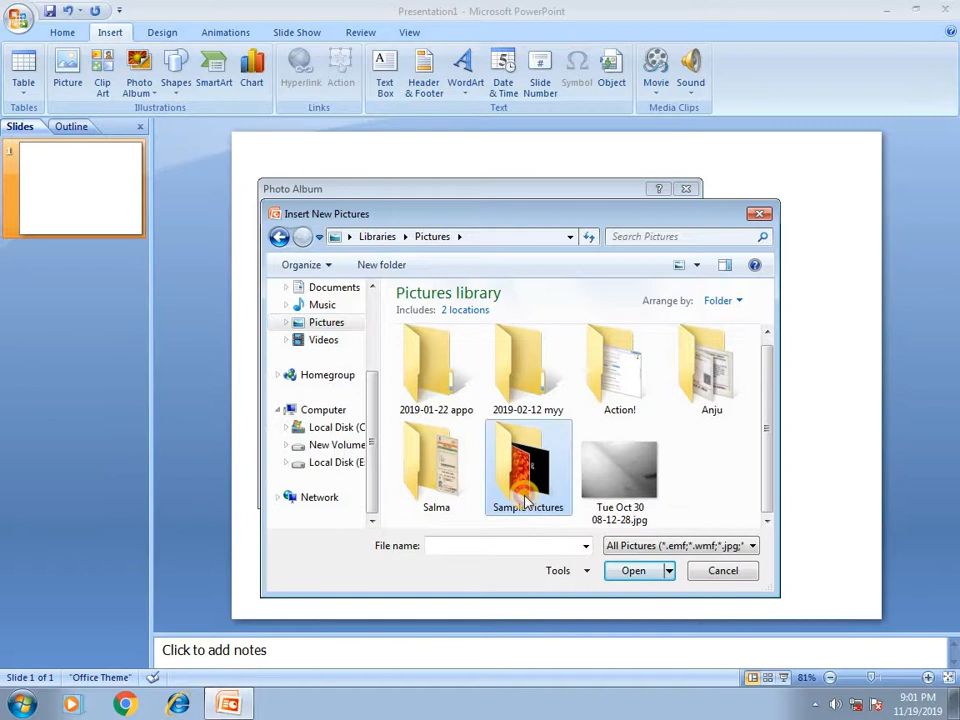 Presentation1 - Microsoft PowerPoint
Home Insert Design Animations Slide Show Review View
Table Picture Clip Art Photo Album Shapes SmartArt Chart Hyperlink Action Text Box Header & Footer WordArt Date & Time Slide Number Symbol Object Movie Sound
Tables Illustrations Links Text Media Clips
Slides Outline
1
Photo Album
Insert New Pictures
Libraries Pictures Search Pictures
Organize New folder
Documents
Music
Pictures
Videos
Homegroup
Computer
Local Disk (C
New Volume
Local Disk (E
Network
Pictures library
Includes: 2 locations
Arrange by: Folder
2019-01-22 appo 2019-02-12 myy Action! Anju
Salma Sample Pictures Tue Oct 30
08-12-28.jpg
File name: All Pictures (*.emf;*.wmf;*.jpg;*
Tools Open Cancel
Click to add notes
Slide 1 of 1 "Office Theme" 81%
9:01 PM
11/19/2019